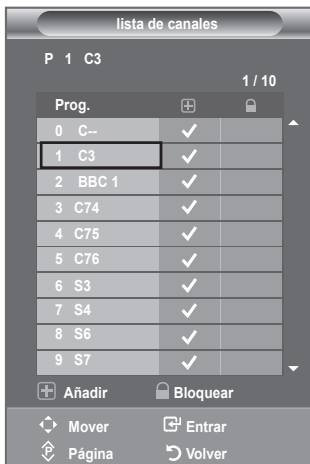 lista de canales
P 1 C3
1 / 10
Prog.
0 C--
1 C3
2 BBC 1
3 C74
4 C75
5 C76
6 S3
7 S4
8 S6
9 S7
Añadir Bloquear
Mover Entrar
Página Volver